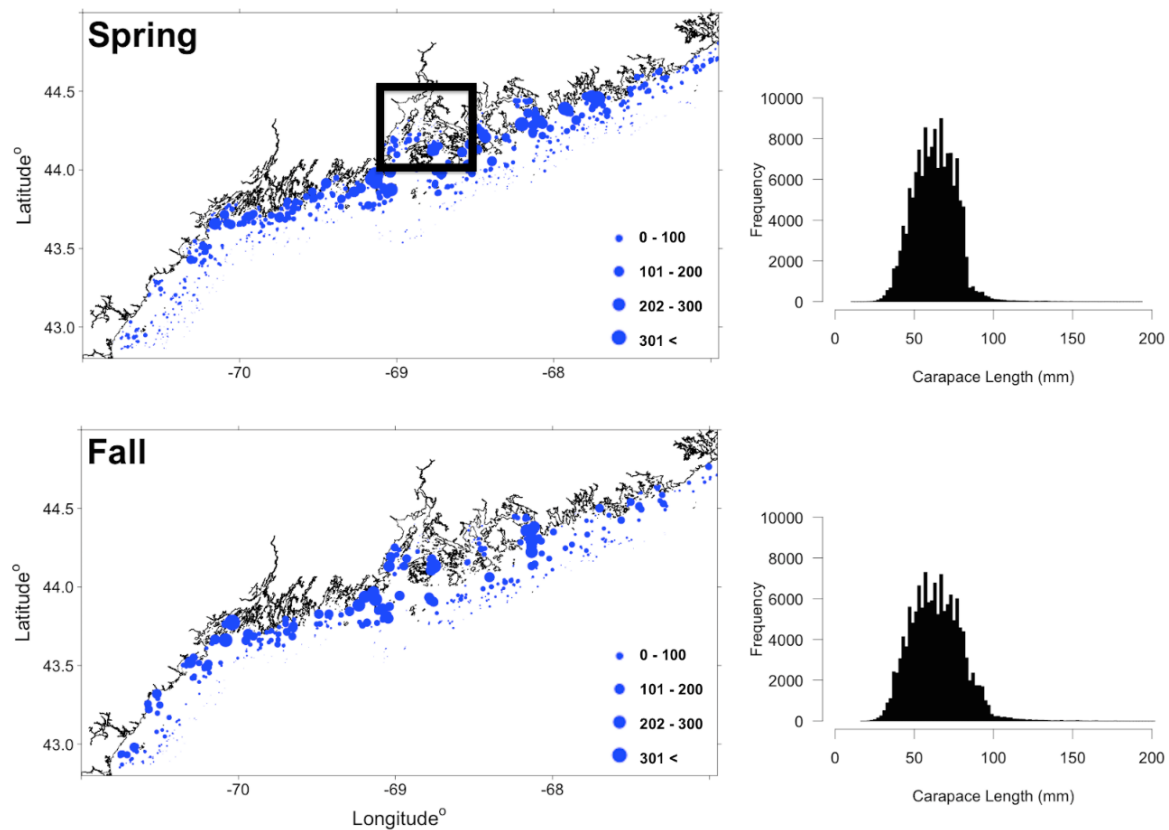 Spring
44.5
44.0
43.5
43.0
Latitude°
-70
-69
-68
0 - 100
101 - 200
202 - 300
301 <
10000
8000
6000
4000
2000
0
Frequency
0
50
100
150
200
Carapace Length (mm)
Fall
44.5
44.0
43.5
43.0
Latitude°
-70
-69
-68
Longitude°
0 - 100
101 - 200
202 - 300
301 <
10000
8000
6000
4000
2000
0
Frequency
0
50
100
150
200
Carapace Length (mm)